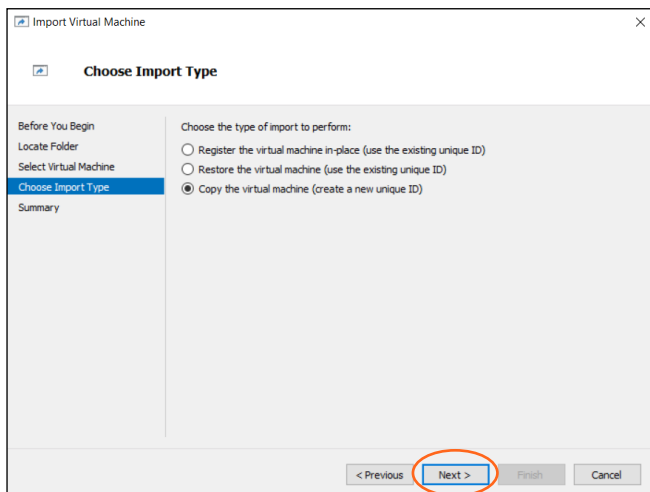 Import Virtual Machine
Choose Import Type
Before You Begin
Locate Folder
Select Virtual Machine
Choose Import Type
Summary
Choose the type of import to perform:
Register the virtual machine in-place (use the existing unique ID)
Restore the virtual machine (use the existing unique ID)
Copy the virtual machine (create a new unique ID)
< Previous
Next >
Finish
Cancel